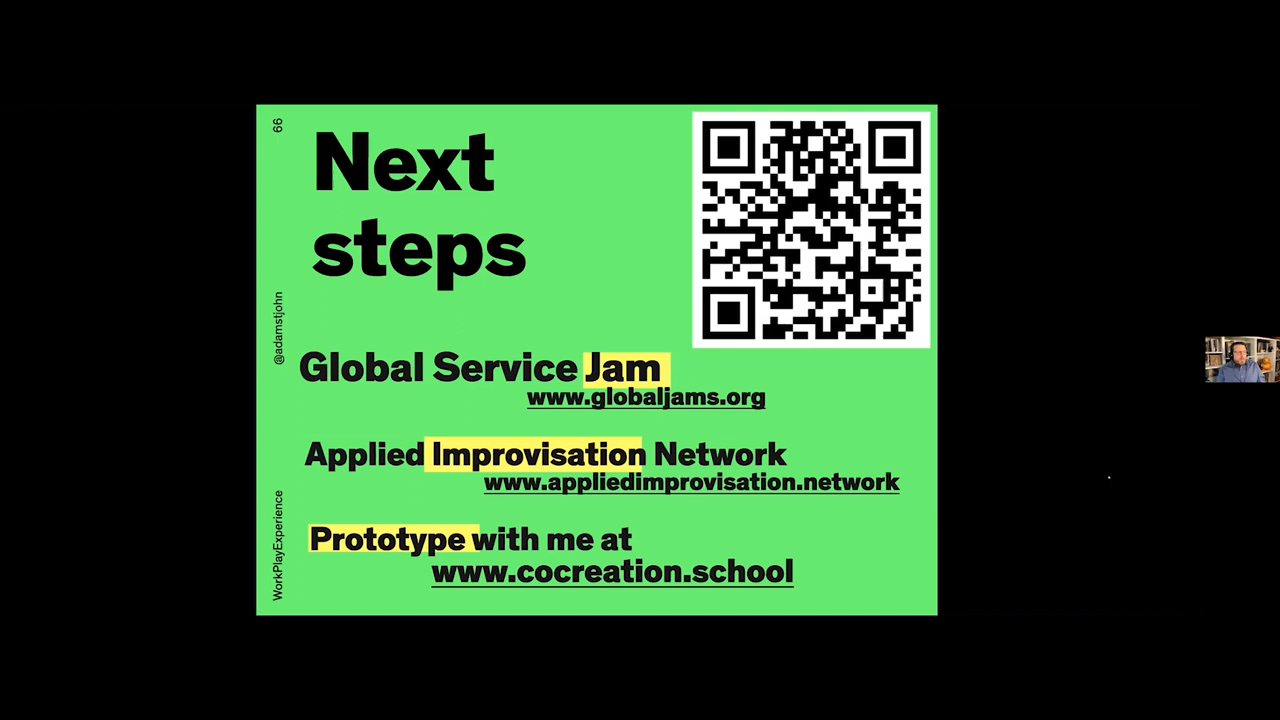 66
Next
steps
@adamstjohn
Global Service Jam
www.globaljams.org
Applied Improvisation Network
www.appliedimprovisation.network
WorkPlayExperience
Prototype with me at
www.cocreation.school